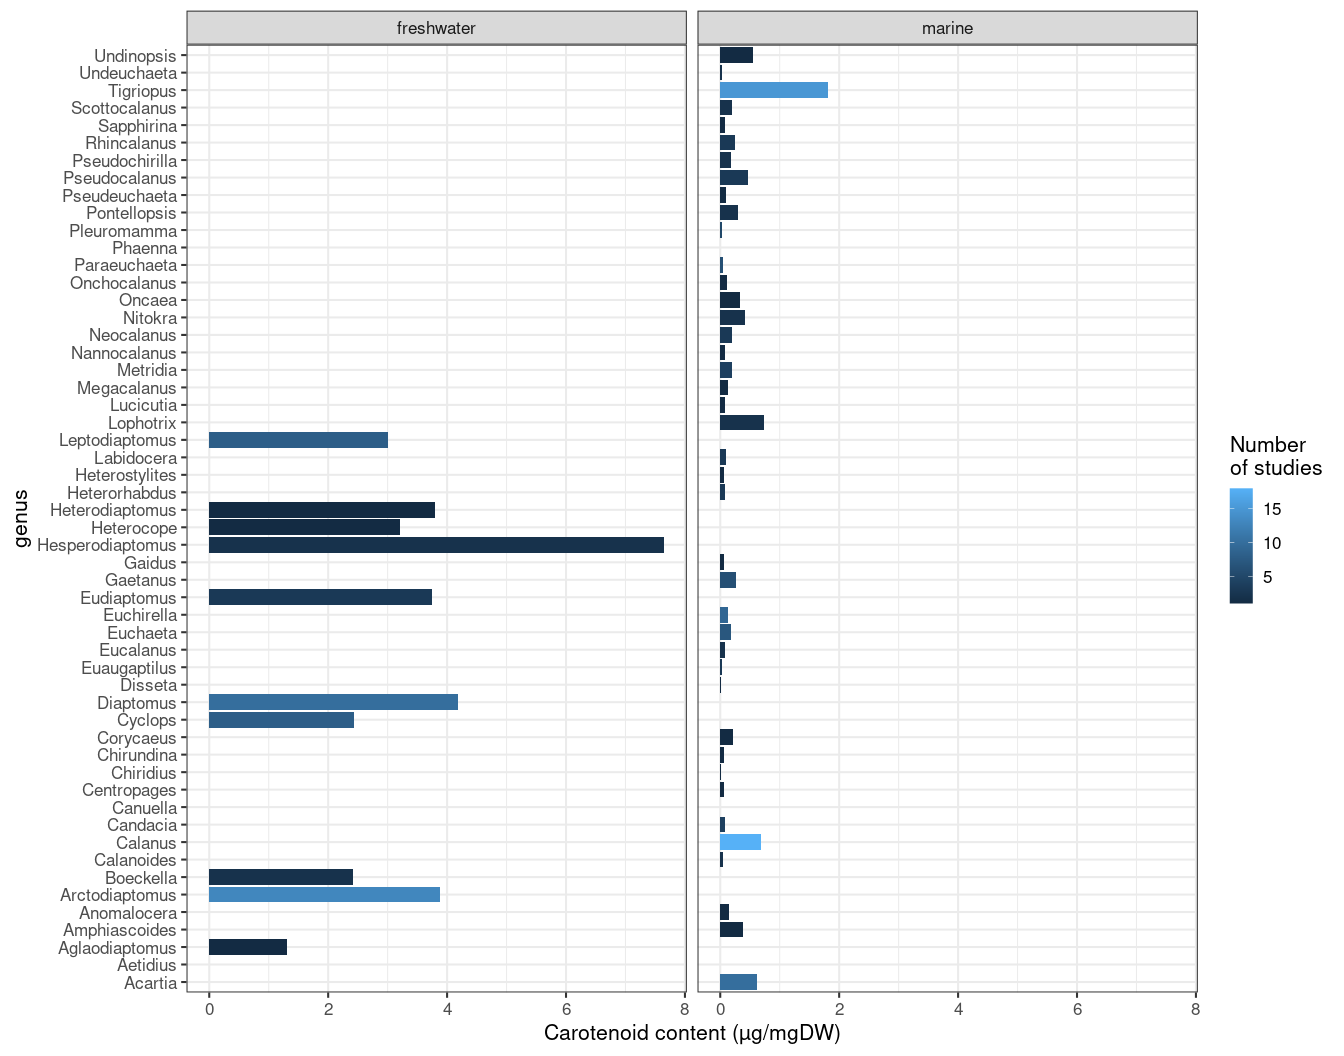 freshwater
marine
Undinopsis
Undeuchaeta
Tigriopus
Scottocalanus
Sapphirina
Rhincalanus
Pseudochirilla
Pseudocalanus
Pseudeuchaeta
Pontellopsis
Pleuromamma
Phaenna
Paraeuchaeta
Onchocalanus
Oncaea
Nitokra
Neocalanus
Nannocalanus
Metridia
Megacalanus
Lucicutia
Lophotrix
Leptodiaptomus
Labidocera
Heterostylites
Heterorhabdus
Heterodiaptomus
Heterocope
Hesperodiaptomus
Gaidus
Gaetanus
Eudiaptomus
Euchirella
Euchaeta
Eucalanus
Euaugaptilus
Disseta
Diaptomus
Cyclops
Corycaeus
Chirundina
Chiridius
Centropages
Canuella
Candacia
Calanus
Calanoides
Boeckella
Arctodiaptomus
Anomalocera
Amphiascoides
Aglaodiaptomus
Aetidius
Acartia
genus
0 2 4 6 8
0 2 4 6 8
Carotenoid content (µg/mgDW)
Number
of studies
15
10
5